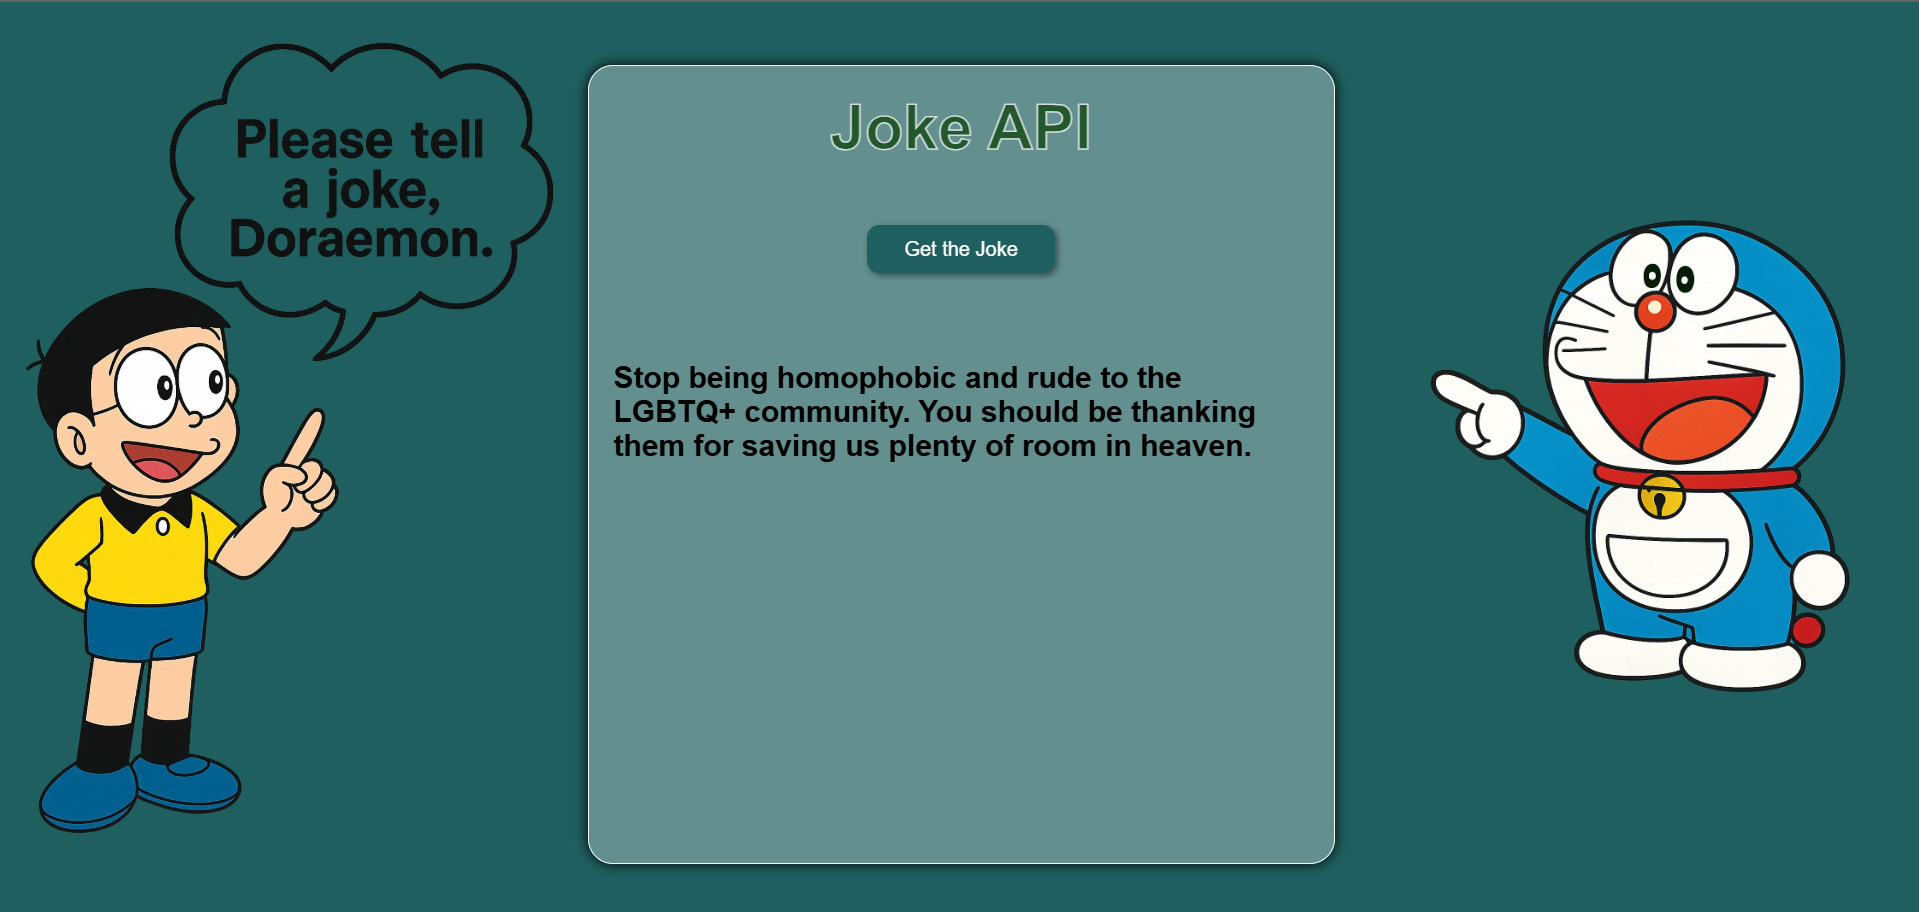 Please tell
a joke,
Doraemon.
Joke API
Get the Joke
Stop being homophobic and rude to the
LGBTQ+ community. You should be thanking
them for saving us plenty of room in heaven.